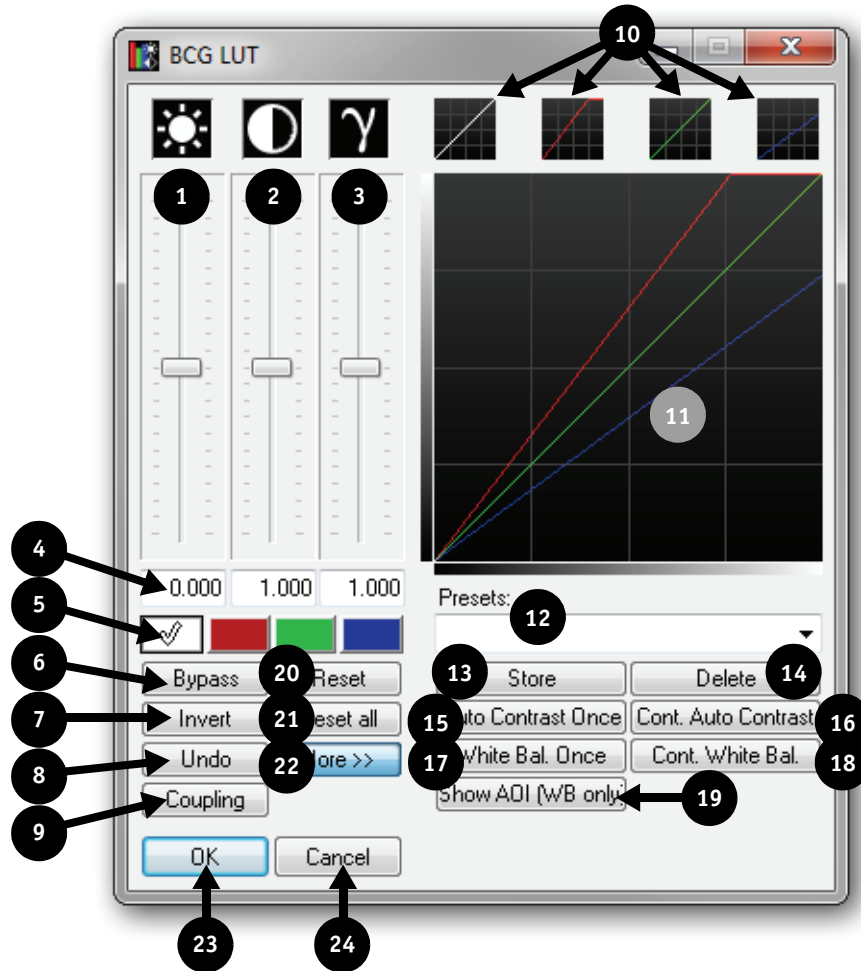 10
BCG LUT
γ
1 2 3
11
4
0.000 1.000 1.000
Presets:
5
12
6
Bypass 20 Reset
13 Store Delete 14
7
Invert 21 eset all
15 uto Contrast Once Cont. Auto Contrast 16
8
Undo 22 ore >>
17 White Bal. Once Cont. White Bal. 18
9
Coupling
Show AOI (WB only) 19
OK Cancel
23 24